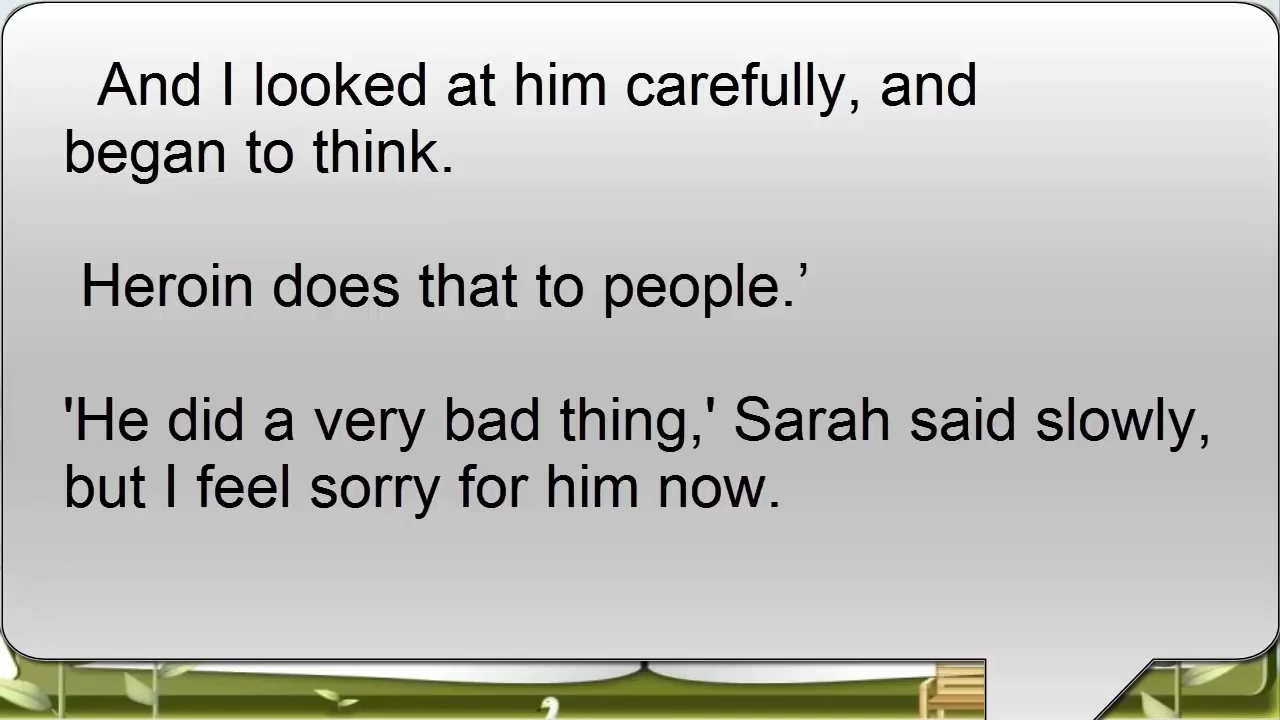 And I looked at him carefully, and
began to think.
Heroin does that to people.’
'He did a very bad thing,' Sarah said slowly,
but I feel sorry for him now.